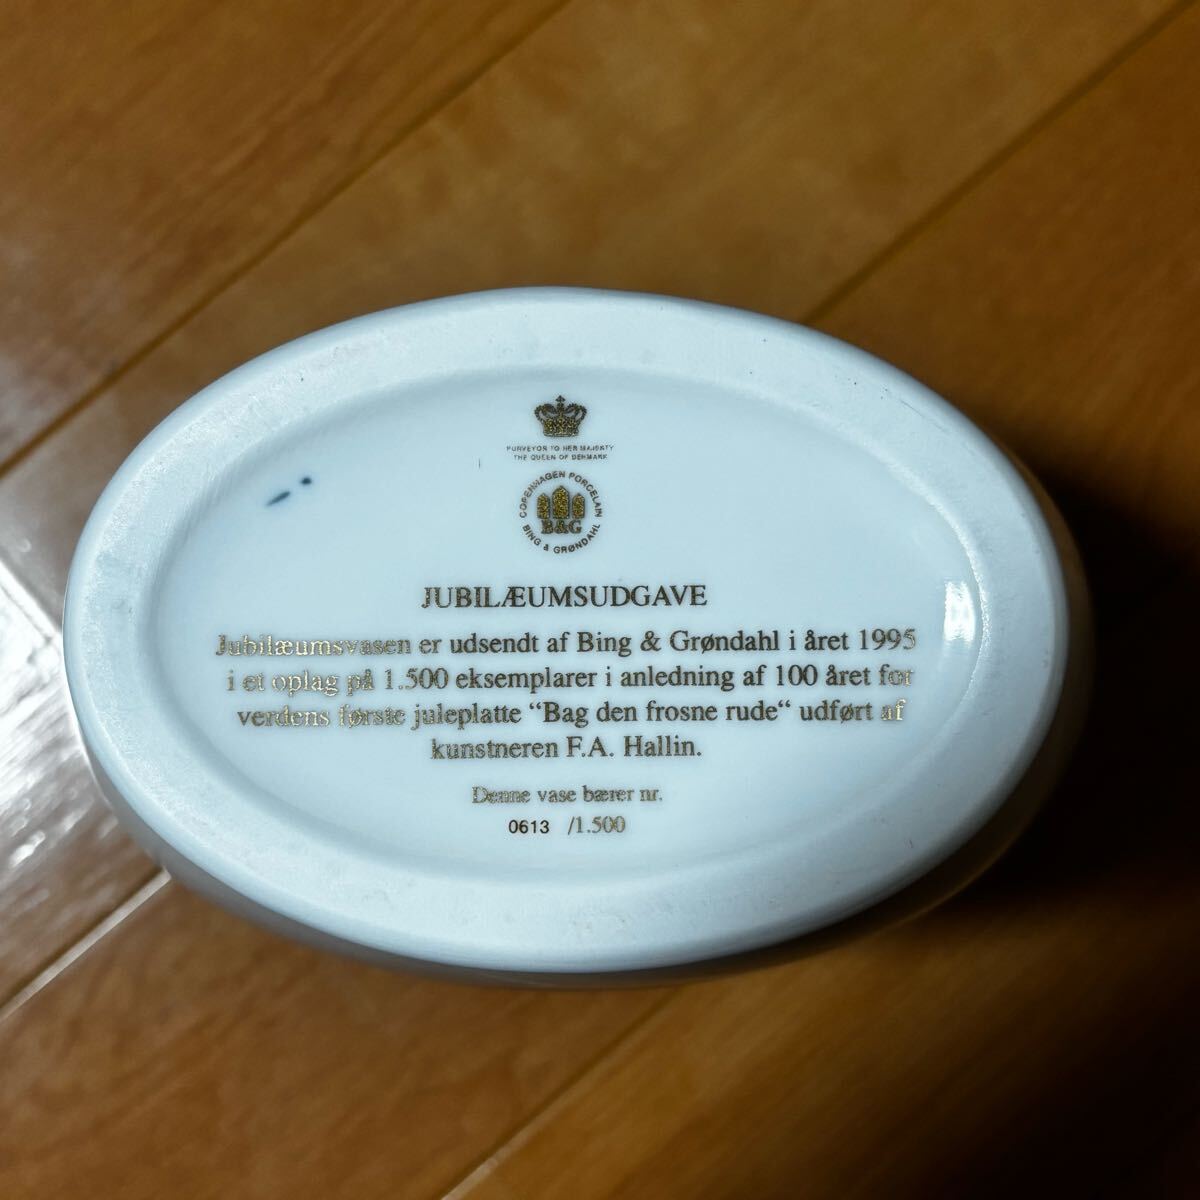 PURVEYOR TO HER MAJESTY
THE QUEEN OF DENMARK
COPENHAGEN PORCELAIN
B&G
BING & GRØNDAHL
JUBILÆUMSUDGAVE
Jubilæumsvasen er udsendt af Bing & Grøndahl i året 1995
i et oplag på 1.500 eksemplarer i anledning af 100 året for
verdens første juleplatte “Bag den frosne rude“ udført af
kunstneren F.A. Hallin.
Denne vase bærer nr.
0613 /1.500